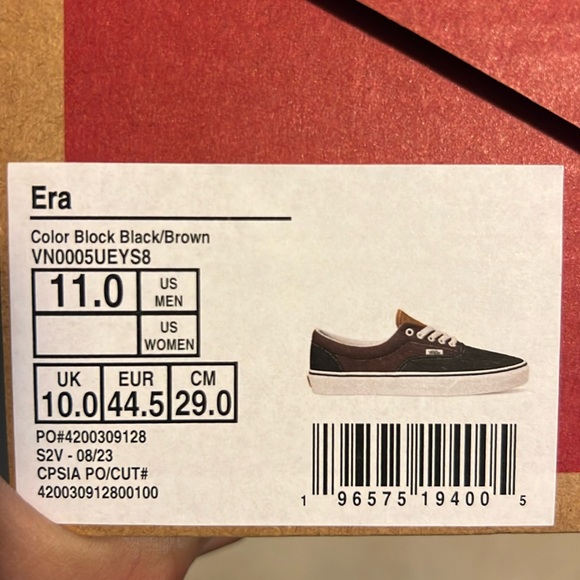 Era
Color Block Black/Brown
VN0005UEYS8
11.0 US MEN
US WOMEN
UK EUR CM
10.0 44.5 29.0
PO#4200309128
S2V - 08/23
CPSIA PO/CUT#
420030912800100
1 96575 19400 5